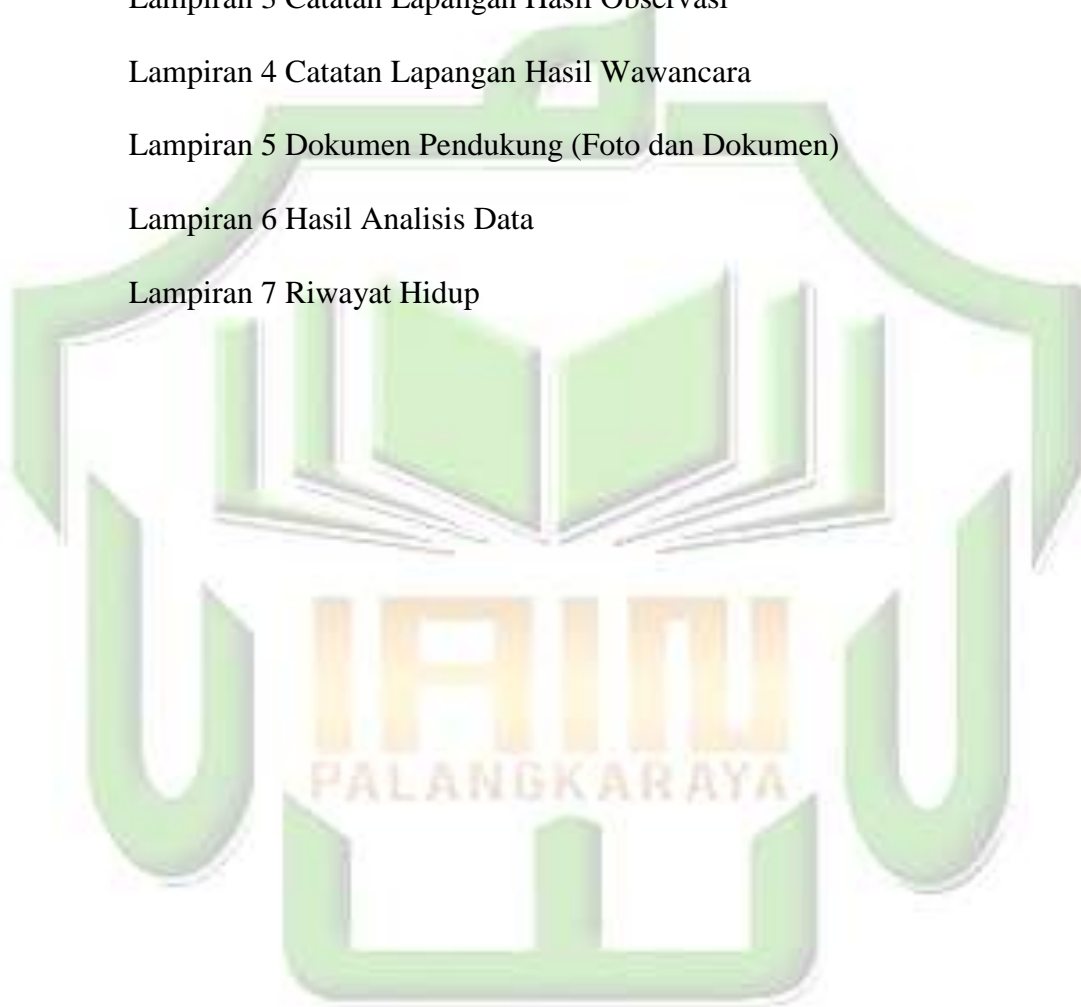 Lampiran 3 Catatan Lapangan Hasil Observasi
Lampiran 4 Catatan Lapangan Hasil Wawancara
Lampiran 5 Dokumen Pendukung (Foto dan Dokumen)
Lampiran 6 Hasil Analisis Data
Lampiran 7 Riwayat Hidup
IAIN
PALANGKARAYA